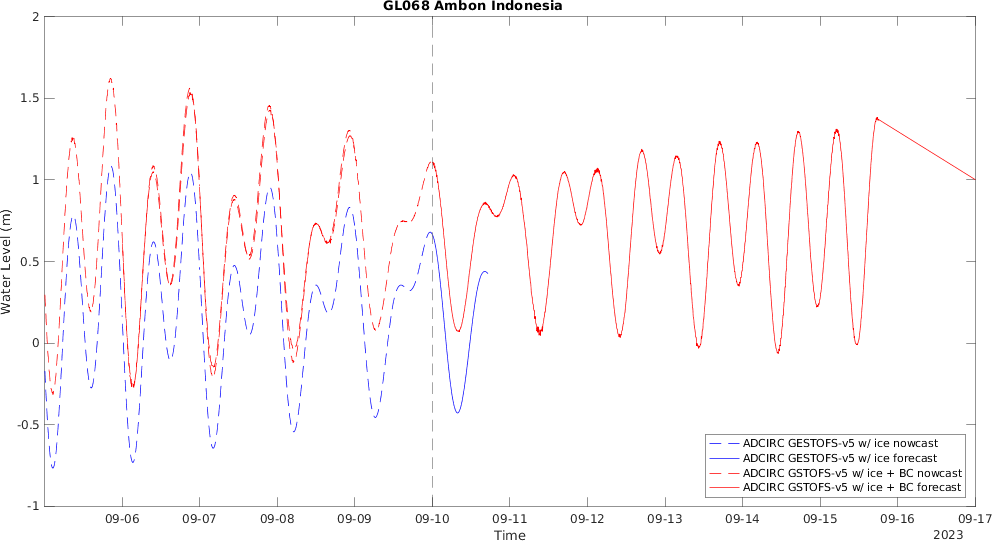 GL068 Ambon Indonesia
2
1.5
1
0.5
0
-0.5
-1
Water Level (m)
ADCIRC GESTOFS-v5 w/ ice nowcast
ADCIRC GESTOFS-v5 w/ ice forecast
ADCIRC GSTOFS-v5 w/ ice + BC nowcast
ADCIRC GSTOFS-v5 w/ ice + BC forecast
09-06 09-07 09-08 09-09 09-10 09-11 09-12 09-13 09-14 09-15 09-16 09-17
Time
2023